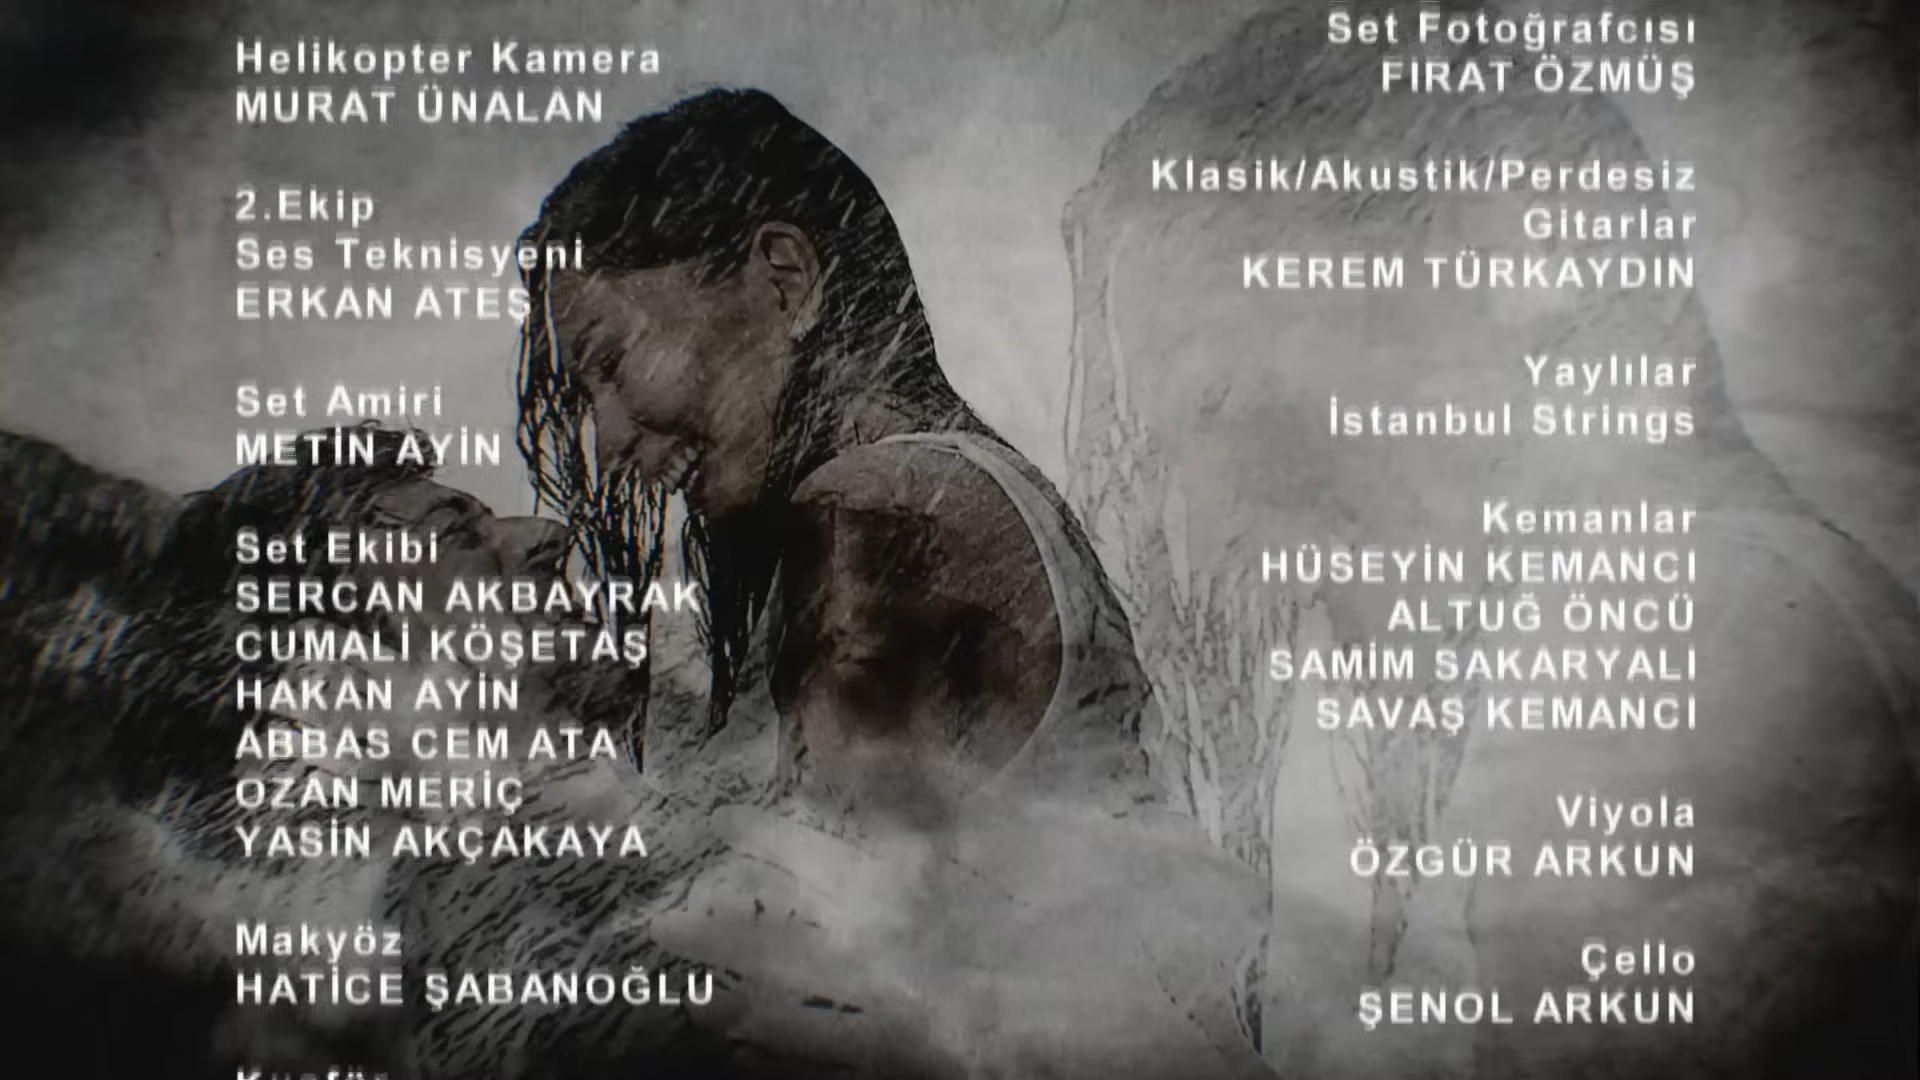 Helikopter Kamera
MURAT ÜNALAN
2.Ekip
Ses Teknisyeni
ERKAN ATEŞ
Set Amiri
METİN AYİN
Set Ekibi
SERCAN AKBAYRAK
CUMALİ KÖŞETAŞ
HAKAN AYİN
ABBAS CEM ATA
OZAN MERİÇ
YASİN AKÇAKAYA
Makyöz
HATİCE ŞABANOĞLU
Set Fotoğrafcısı
FIRAT ÖZMÜŞ
Klasik/Akustik/Perdesiz
Gitarlar
KEREM TÜRKAYDIN
Yaylılar
İstanbul Strings
Kemanlar
HÜSEYİN KEMANCI
ALTUĞ ÖNCÜ
SAMİM SAKARYALI
SAVAŞ KEMANCI
Viyola
ÖZGÜR ARKUN
Çello
ŞENOL ARKUN